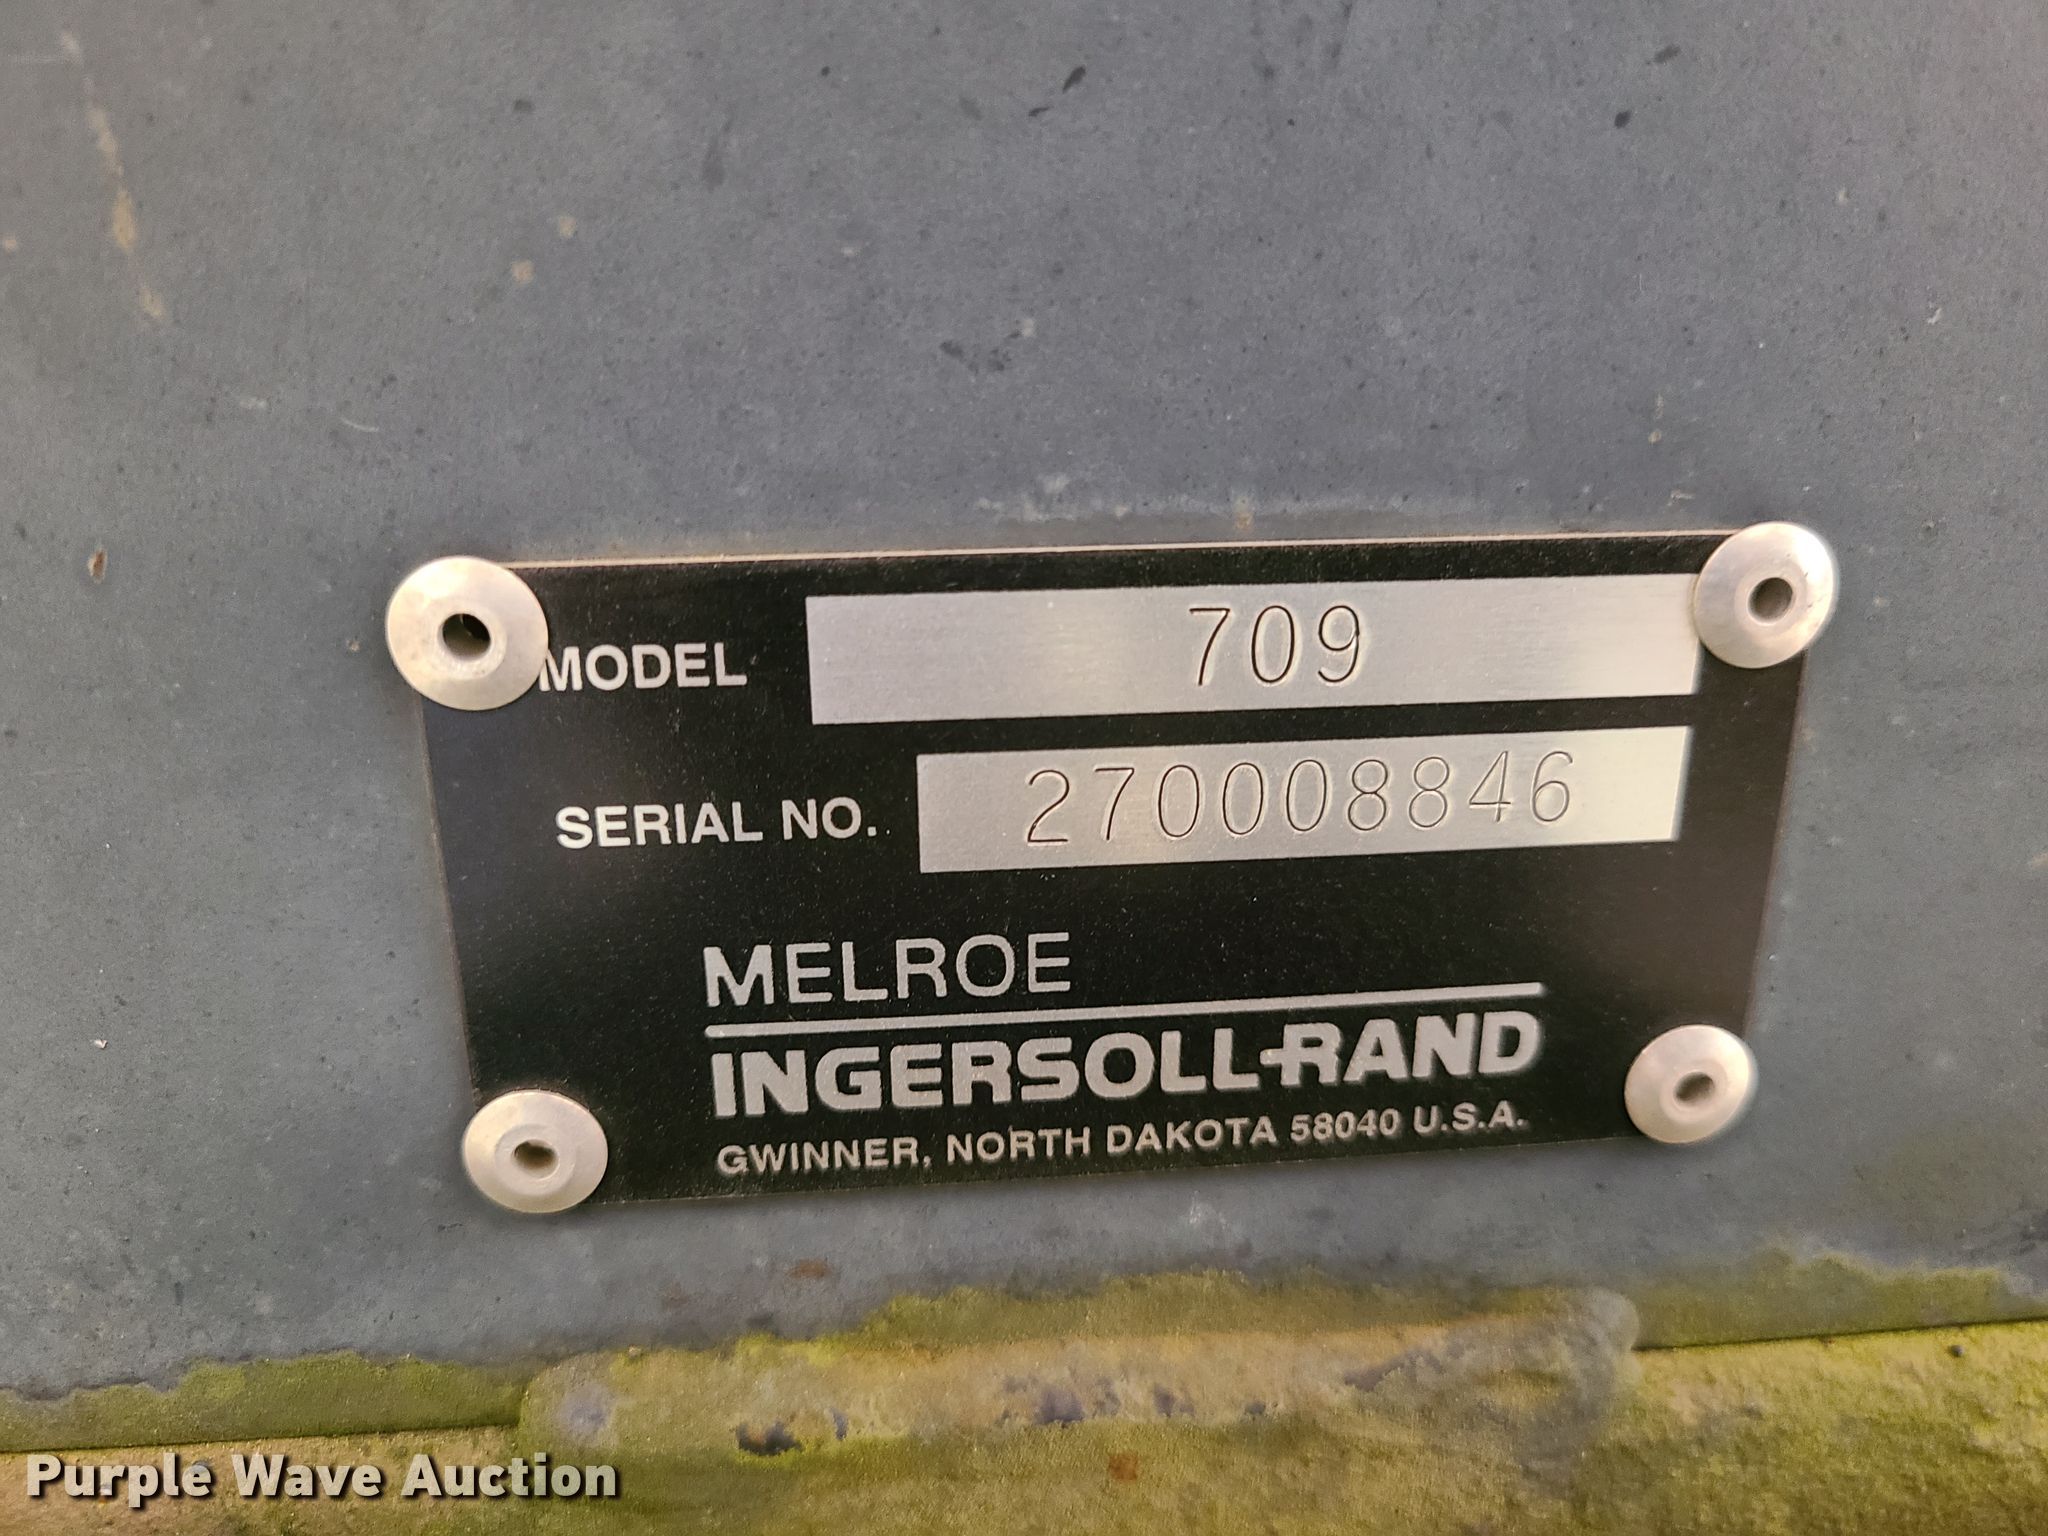 MODEL 709
SERIAL NO. 270008846
MELROE
INGERSOLL-RAND
GWINNER, NORTH DAKOTA 58040 U.S.A.
Purple Wave Auction